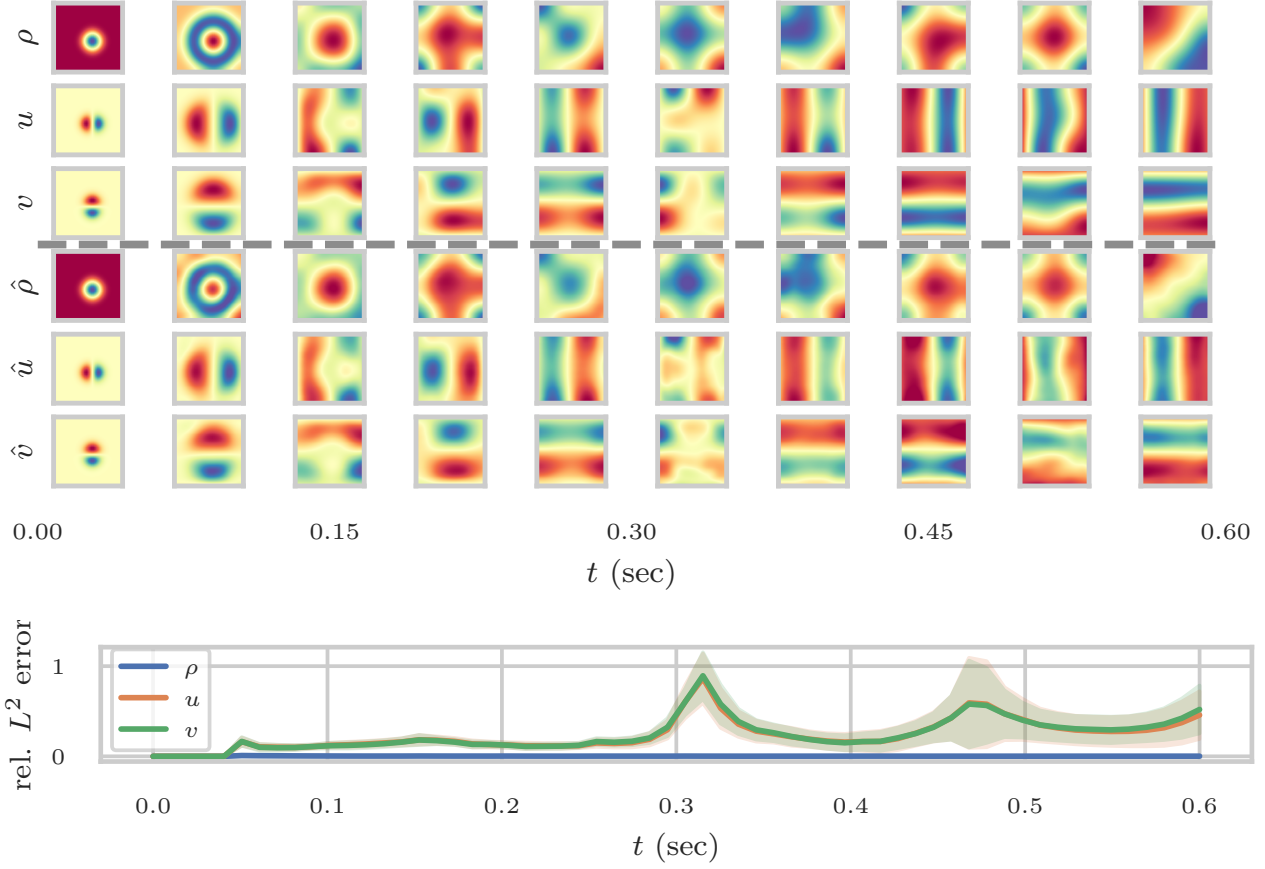 ρ
u
v
ρ̂
û
v̂
0.00 0.15 0.30 0.45 0.60
t (sec)
rel. L² error
1
0
ρ
u
v
0.0 0.1 0.2 0.3 0.4 0.5 0.6
t (sec)